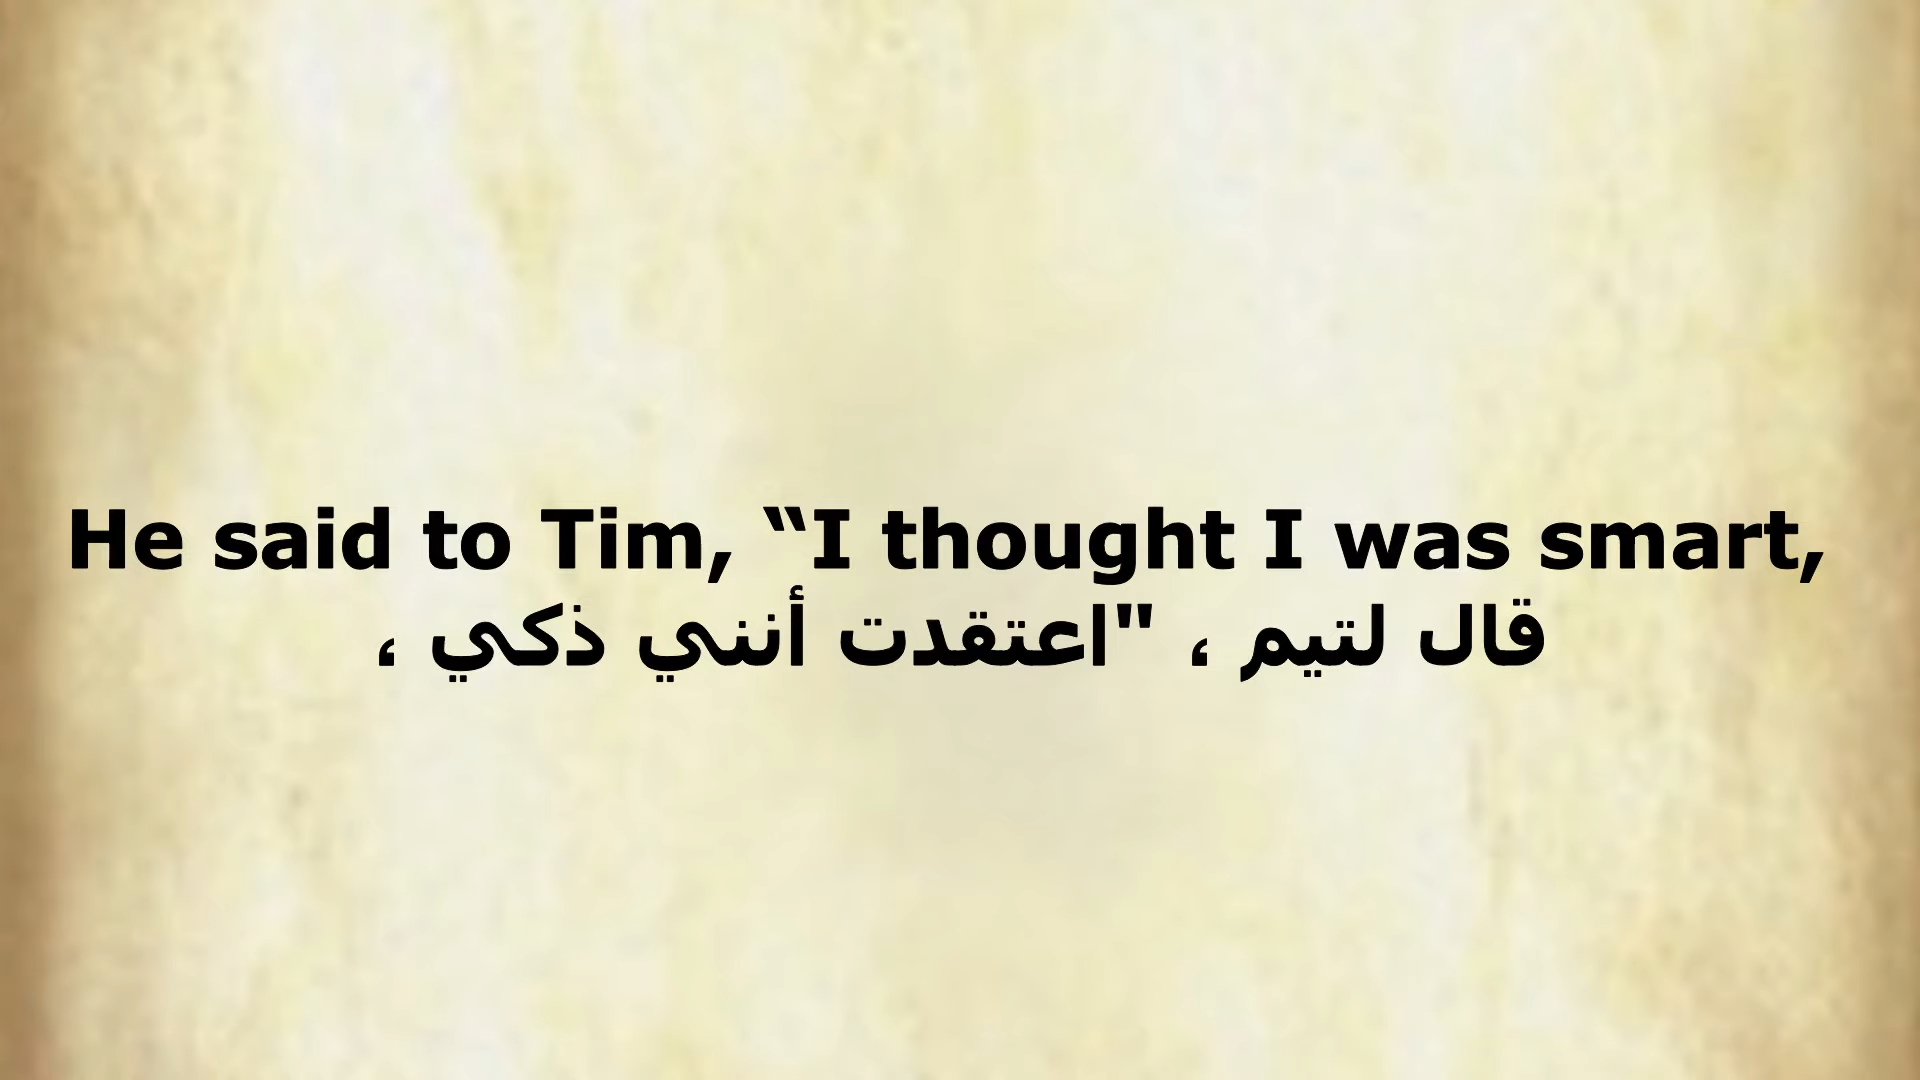 He said to Tim, “I thought I was smart,
قال لتيم ، "اعتقدت أنني ذكي ،